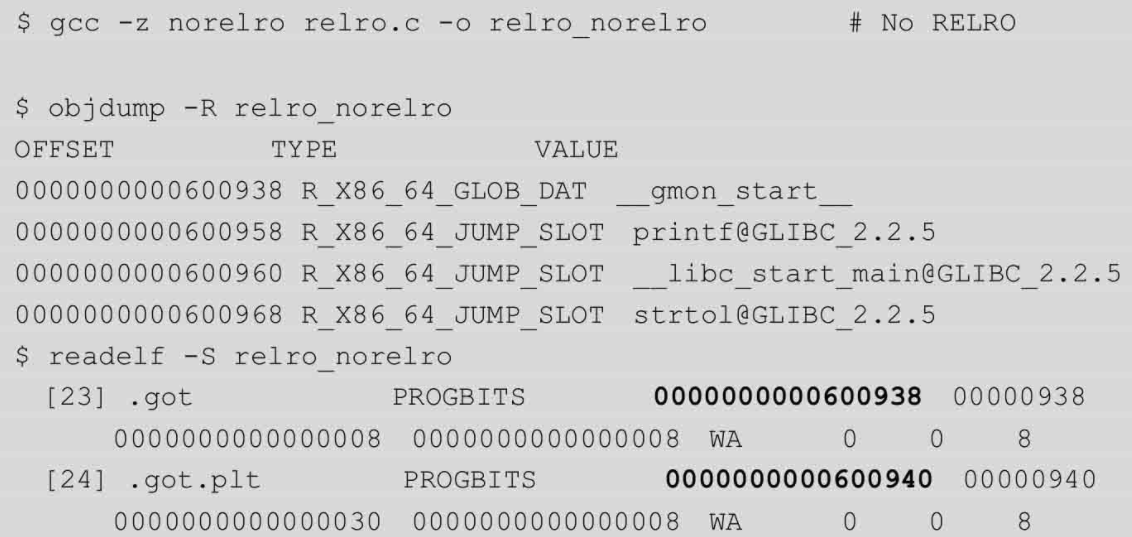 $ gcc -z norelro relro.c -o relro_norelro # No RELRO
$ objdump -R relro_norelro
OFFSET TYPE VALUE
0000000000600938 R_X86_64_GLOB_DAT __gmon_start__
0000000000600958 R_X86_64_JUMP_SLOT printf@GLIBC_2.2.5
0000000000600960 R_X86_64_JUMP_SLOT __libc_start_main@GLIBC_2.2.5
0000000000600968 R_X86_64_JUMP_SLOT strtol@GLIBC_2.2.5
$ readelf -S relro_norelro
[23] .got PROGBITS 0000000000600938 00000938
0000000000000008 0000000000000008 WA 0 0 8
[24] .got.plt PROGBITS 0000000000600940 00000940
0000000000000030 0000000000000008 WA 0 0 8